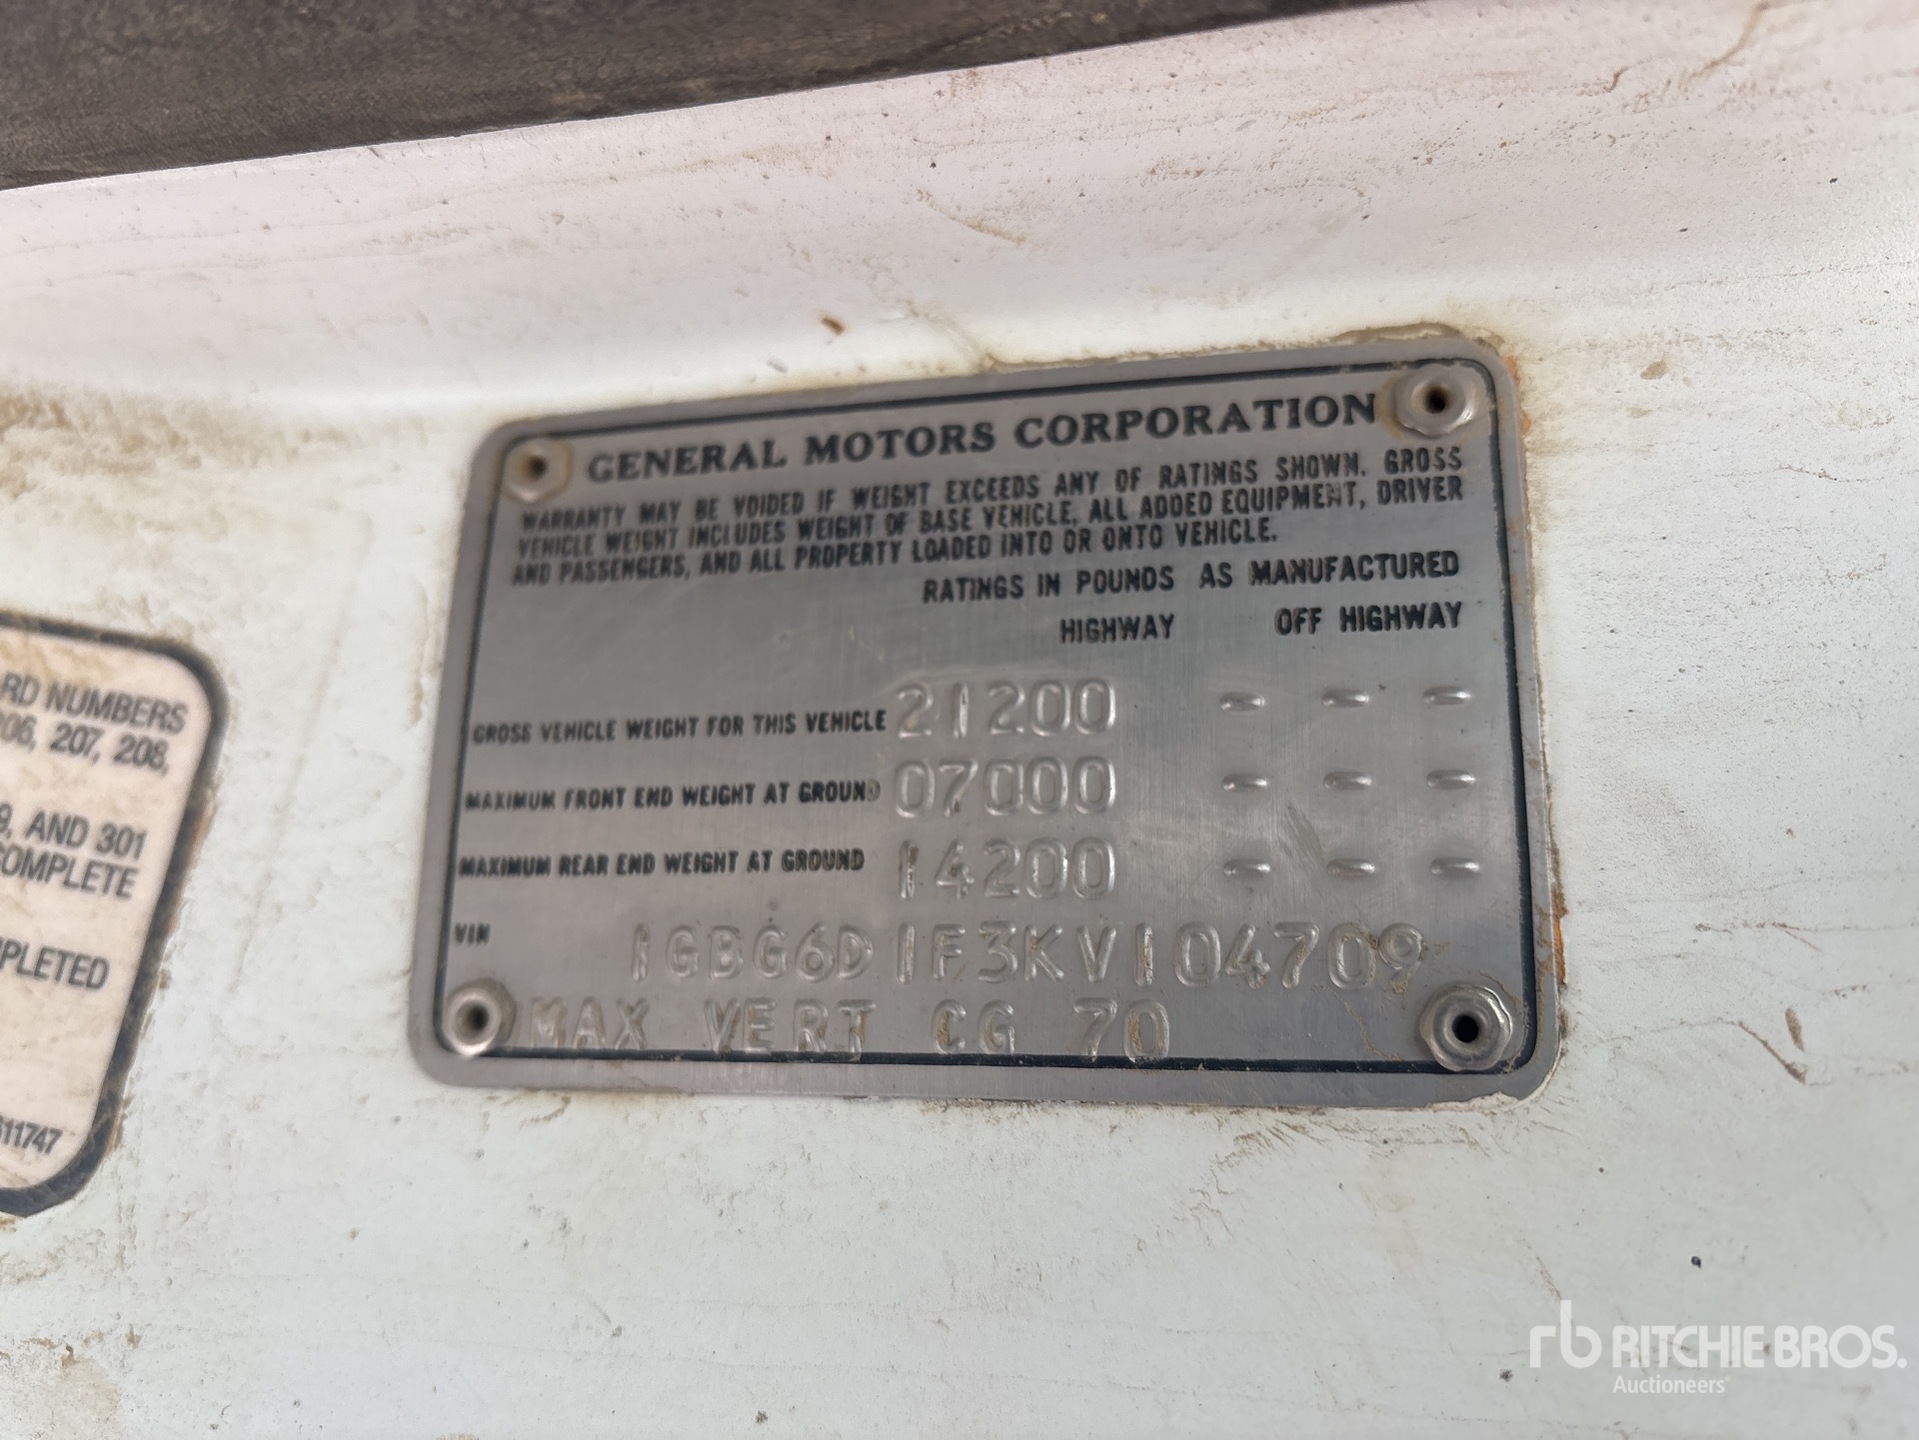 GENERAL MOTORS CORPORATION
WARRANTY MAY BE VOIDED IF WEIGHT EXCEEDS ANY OF RATINGS SHOWN. GROSS
VEHICLE WEIGHT INCLUDES WEIGHT OF BASE VEHICLE, ALL ADDED EQUIPMENT, DRIVER
AND PASSENGERS, AND ALL PROPERTY LOADED INTO OR ONTO VEHICLE.
RATINGS IN POUNDS AS MANUFACTURED
HIGHWAY OFF HIGHWAY
GROSS VEHICLE WEIGHT FOR THIS VEHICLE 21200 - - -
MAXIMUM FRONT END WEIGHT AT GROUND 07000 - - -
MAXIMUM REAR END WEIGHT AT GROUND 14200 - - -
VIN 1GBG6D1F3KV104709
MAX VERT CG 70
RD NUMBERS
06, 207, 208,
9, AND 301
COMPLETE
MPLETED
11747
rb RITCHIE BROS.
Auctioneers